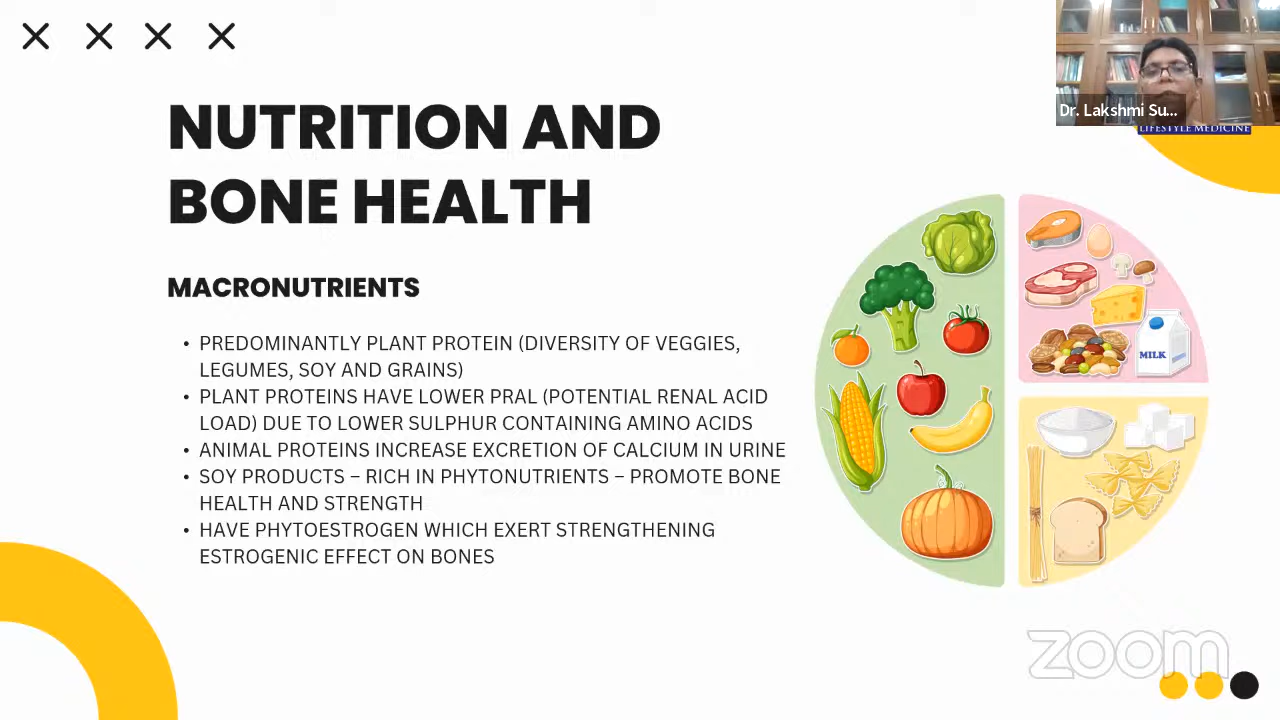 NUTRITION AND
BONE HEALTH
MACRONUTRIENTS
• PREDOMINANTLY PLANT PROTEIN (DIVERSITY OF VEGGIES,
LEGUMES, SOY AND GRAINS)
• PLANT PROTEINS HAVE LOWER PRAL (POTENTIAL RENAL ACID
LOAD) DUE TO LOWER SULPHUR CONTAINING AMINO ACIDS
• ANIMAL PROTEINS INCREASE EXCRETION OF CALCIUM IN URINE
• SOY PRODUCTS – RICH IN PHYTONUTRIENTS – PROMOTE BONE
HEALTH AND STRENGTH
• HAVE PHYTOESTROGEN WHICH EXERT STRENGTHENING
ESTROGENIC EFFECT ON BONES
Dr. Lakshmi Su...
LIFESTYLE MEDICINE
MILK
zoom